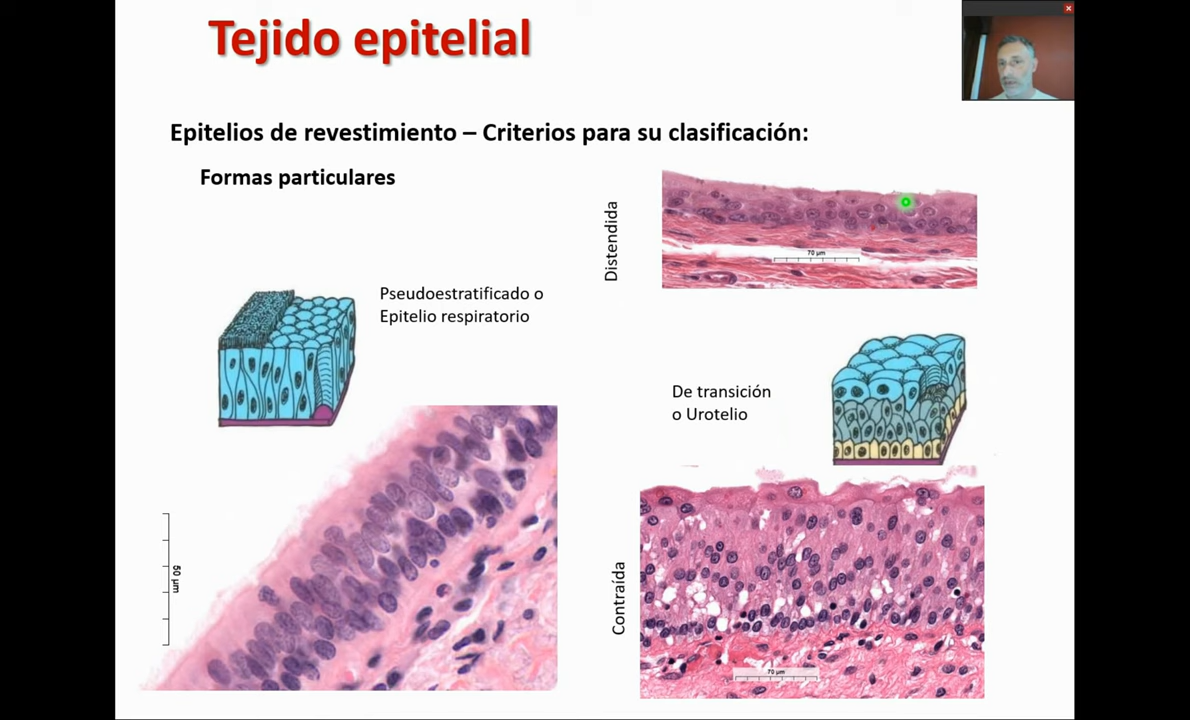 Tejido epitelial
Epitelios de revestimiento – Criterios para su clasificación:
Formas particulares
Pseudoestratificado o
Epitelio respiratorio
50 µm
Distendida
70 µm
De transición
o Urotelio
Contraída
70 µm